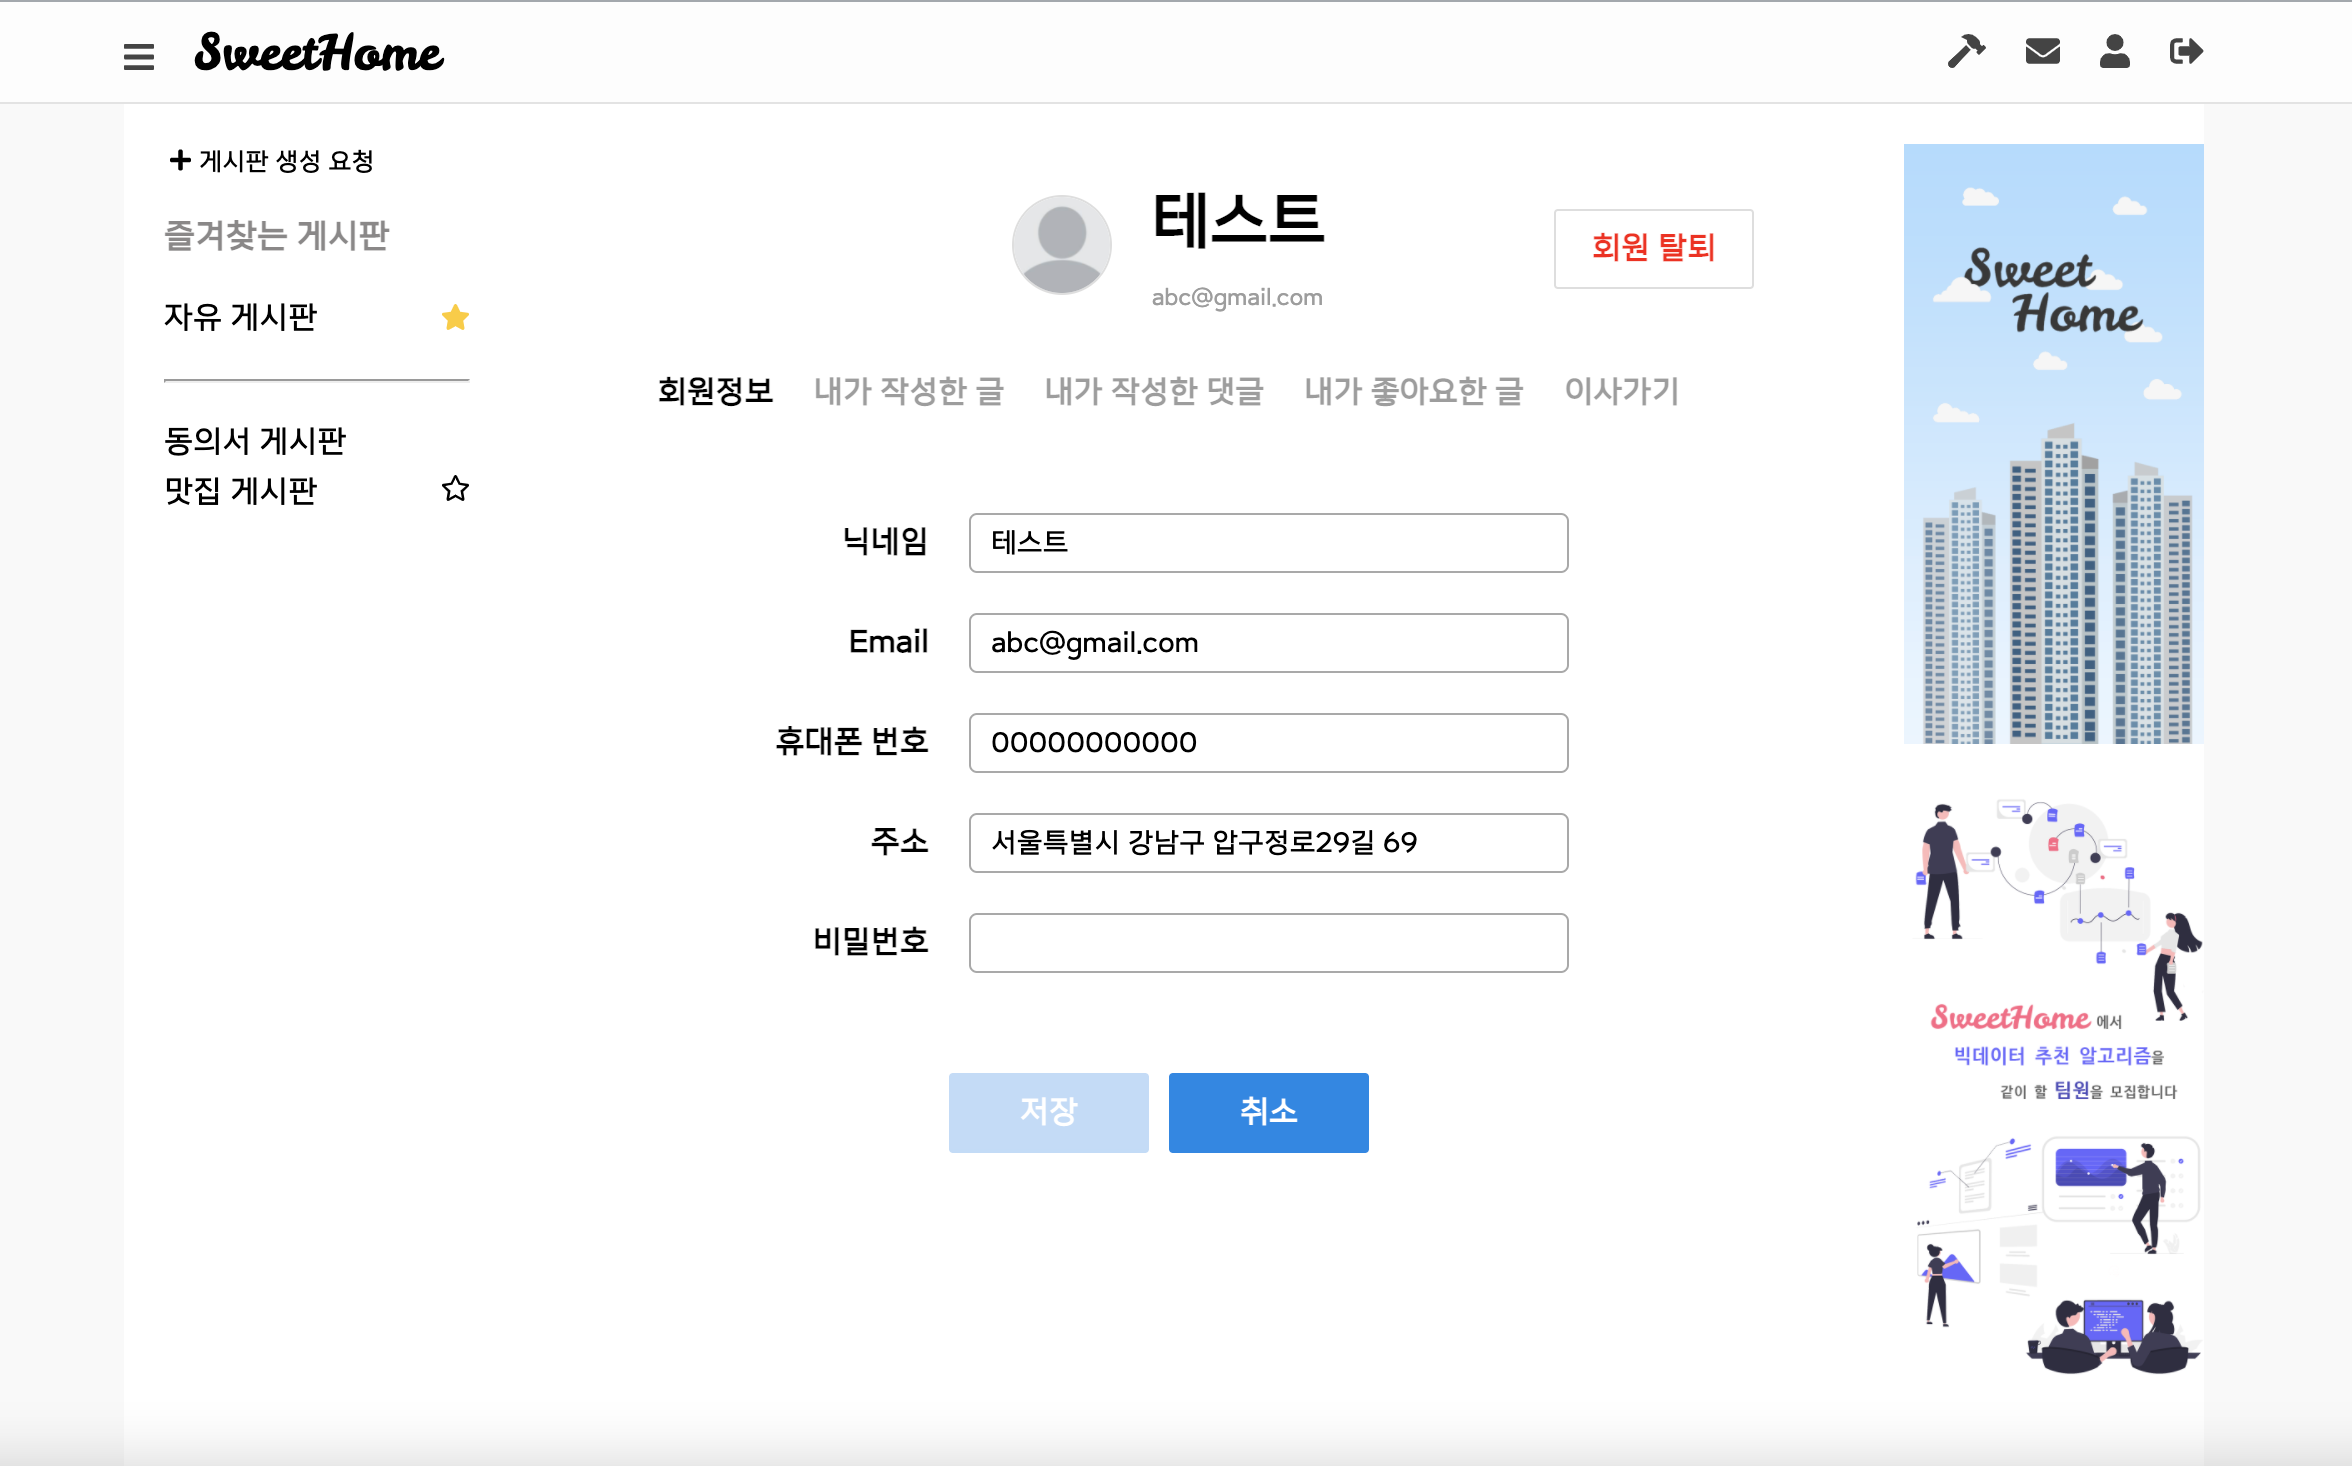 SweetHome
게시판 생성 요청
즐겨찾는 게시판
자유 게시판
동의서 게시판
맛집 게시판
테스트
abc@gmail.com
회원 탈퇴
회원정보 내가 작성한 글 내가 작성한 댓글 내가 좋아요한 글 이사가기
닉네임 테스트
Email abc@gmail.com
휴대폰 번호 00000000000
주소 서울특별시 강남구 압구정로29길 69
비밀번호
저장 취소
Sweet
Home
SweetHome 에서
빅데이터 추천 알고리즘을
같이 할 팀원을 모집합니다